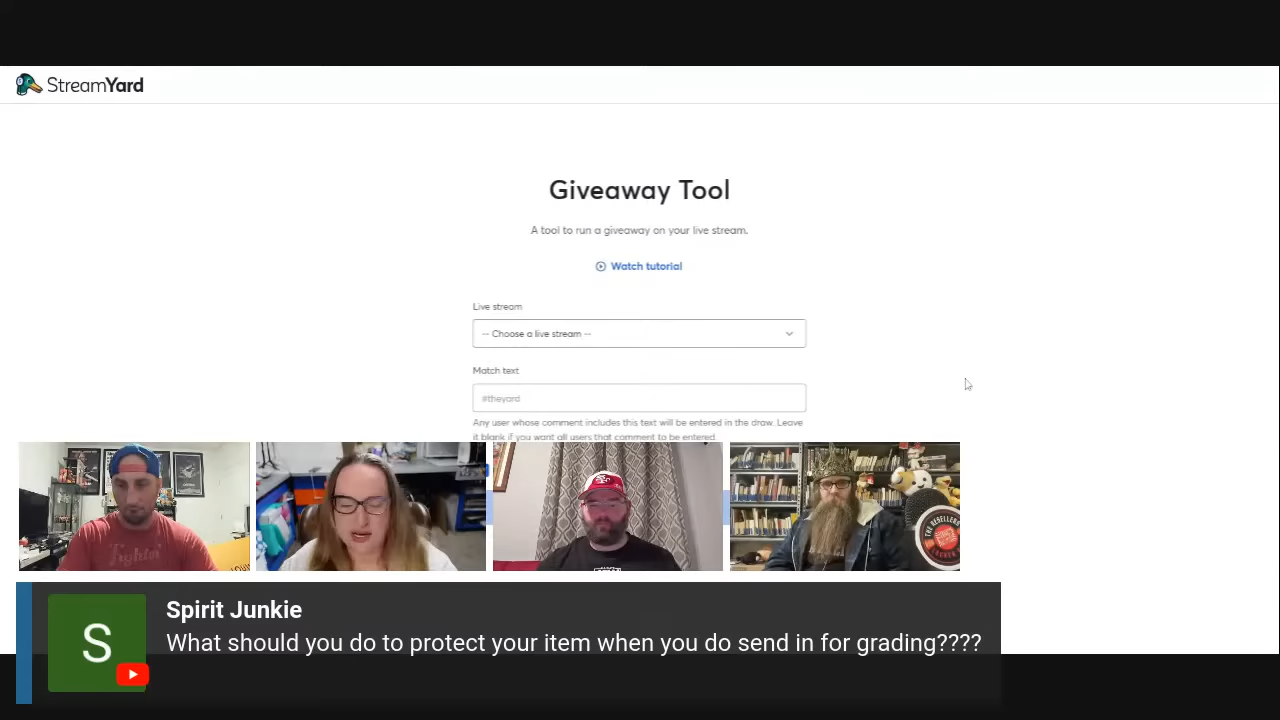 StreamYard
Giveaway Tool
A tool to run a giveaway on your live stream.
Watch tutorial
Live stream
-- Choose a live stream --
Match text
#theyard
Any user whose comment includes this text will be entered in the draw. Leave
it blank if you want all users that comment to be entered.
THE RESELLERS
S
Spirit Junkie
What should you do to protect your item when you do send in for grading????